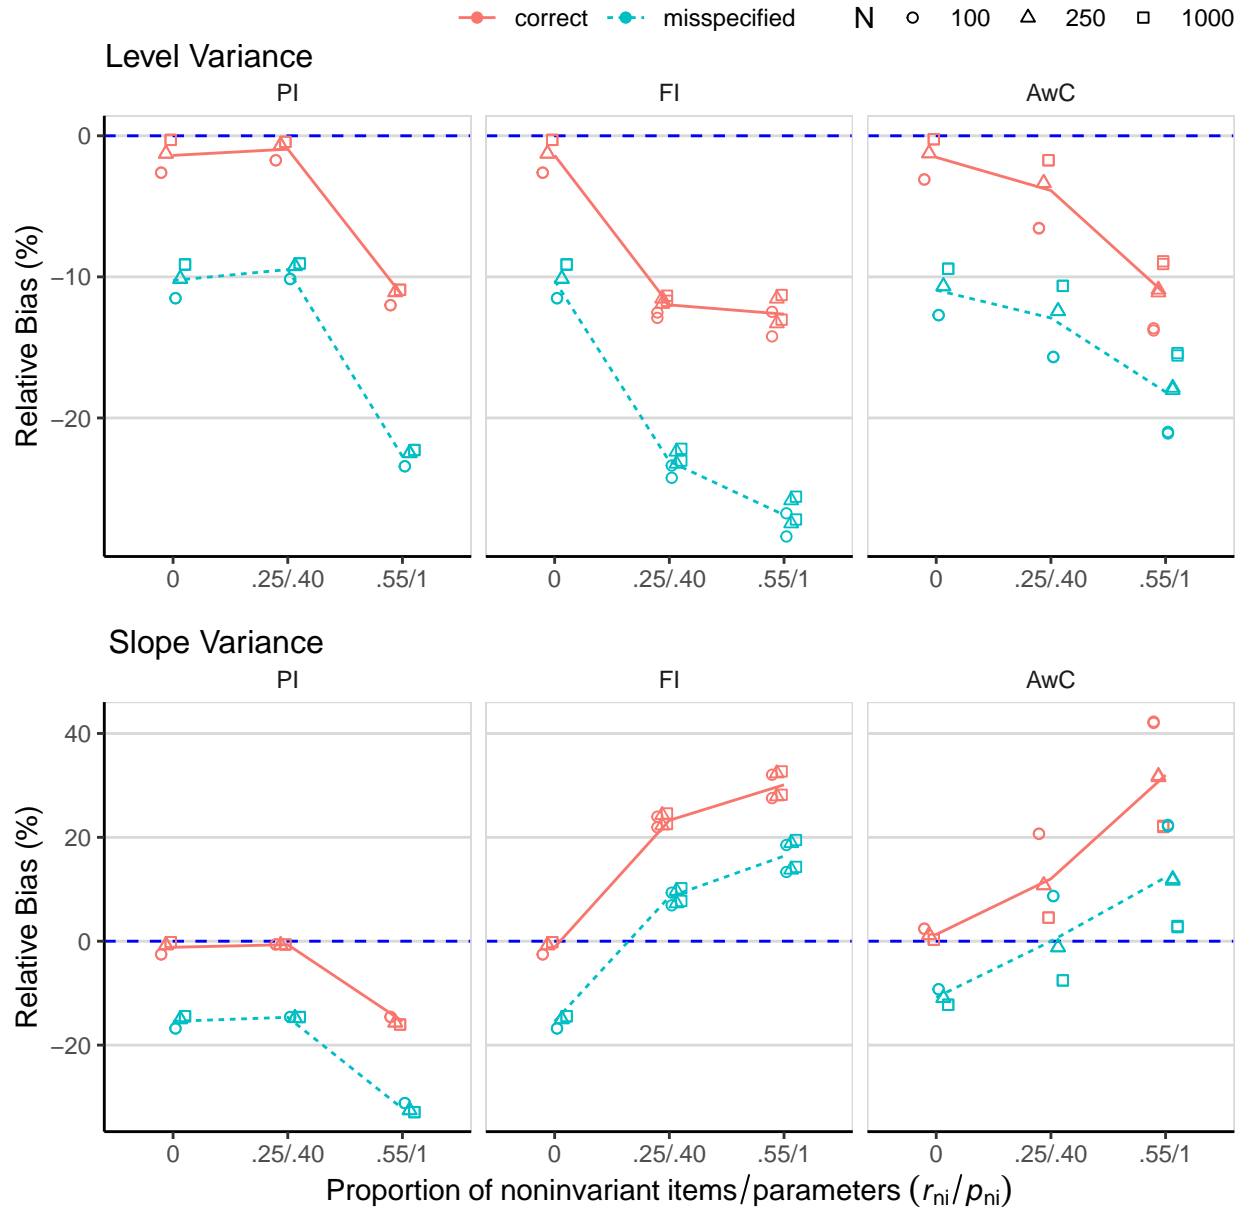 correct misspecified N 100 250 1000
Level Variance
PI FI AwC
Relative Bias (%)
0
−10
−20
0 .25/.40 .55/1 0 .25/.40 .55/1 0 .25/.40 .55/1
Slope Variance
PI FI AwC
Relative Bias (%)
40
20
0
−20
0 .25/.40 .55/1 0 .25/.40 .55/1 0 .25/.40 .55/1
Proportion of noninvariant items/parameters (r_ni/p_ni)